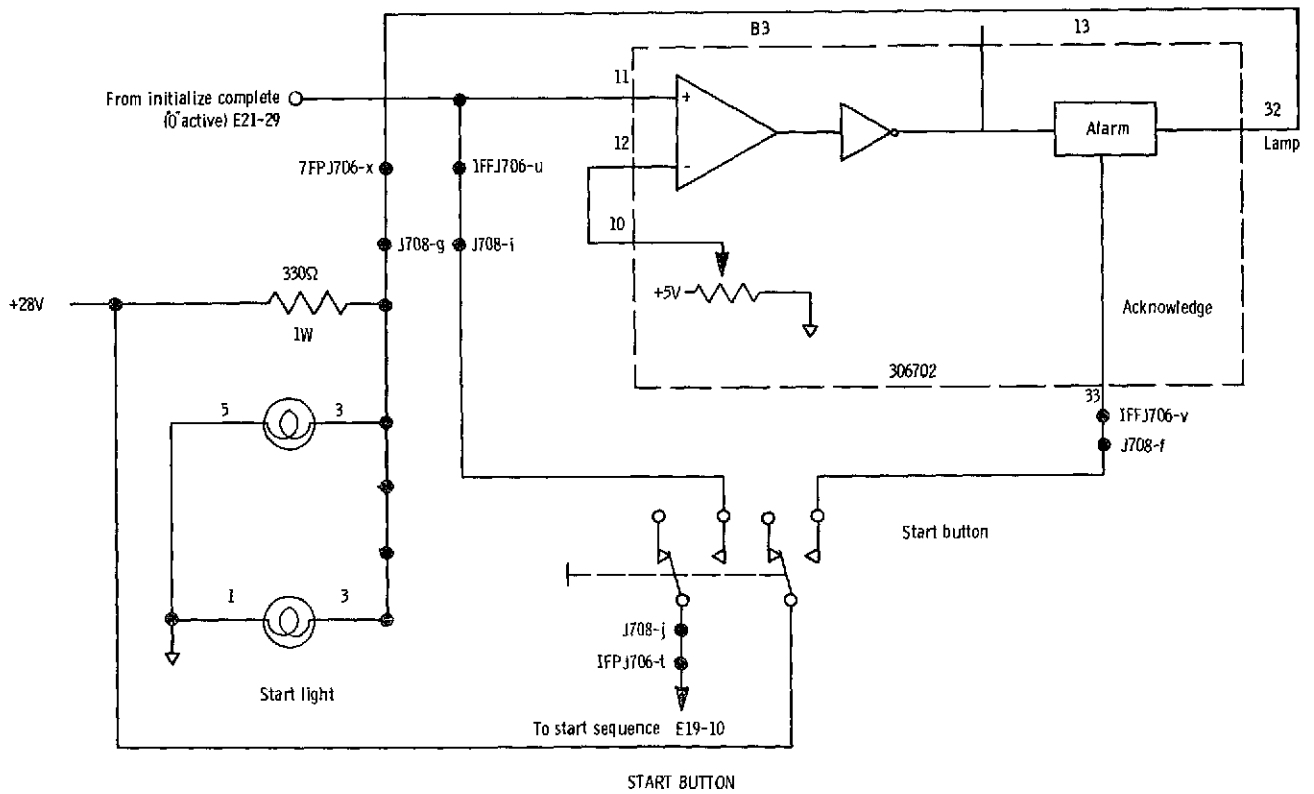 B3
13
11
From initialize complete
("0" active) E21-29
32
Lamp
Alarm
+
12
-
7FPJ706-x
IFFJ706-u
10
J708-g
J708-i
330Ω
+28V
1W
+5V
Acknowledge
306702
33
IFFJ706-v
J708-f
5
3
Start button
1
3
J708-j
IFPJ706-t
Start light
To start sequence E19-10
START BUTTON